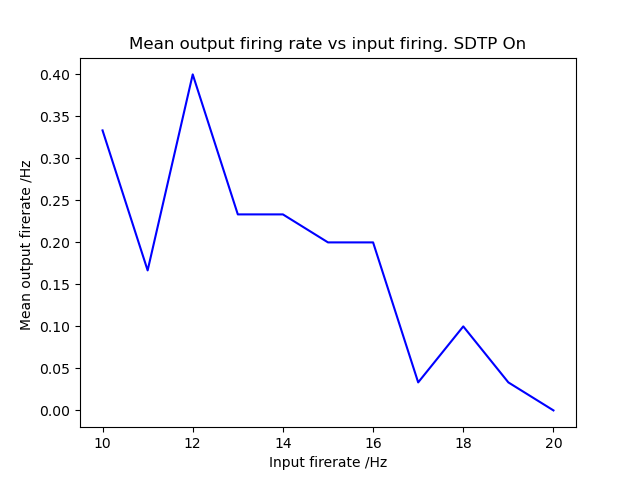 Mean output firing rate vs input firing. SDTP On
0.40
0.35
0.30
0.25
0.20
0.15
0.10
0.05
0.00
Mean output firerate /Hz
10 12 14 16 18 20
Input firerate /Hz